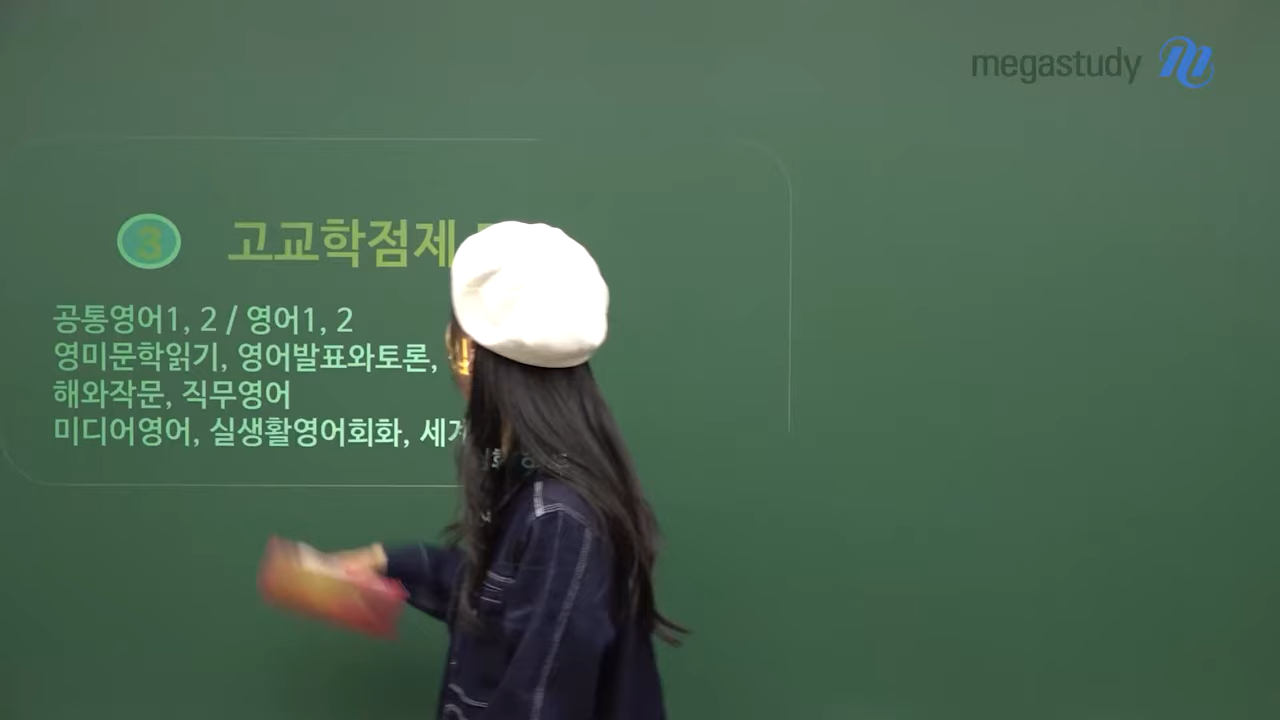 megastudy
3 고교학점제
공통영어1, 2 / 영어1, 2
영미문학읽기, 영어발표와토론,
해와작문, 직무영어
미디어영어, 실생활영어회화,